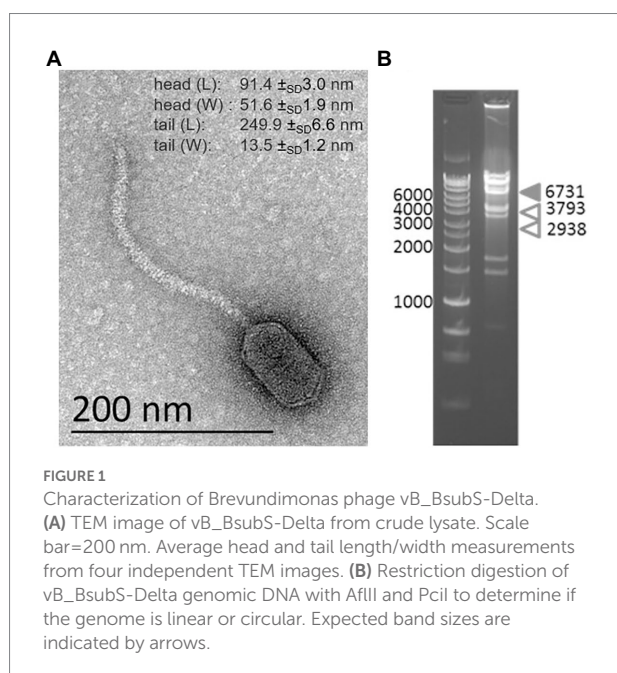 A
head (L): 91.4 ±SD3.0 nm
head (W) : 51.6 ±SD1.9 nm
tail (L): 249.9 ±SD6.6 nm
tail (W): 13.5 ±SD1.2 nm
200 nm
B
6000
4000
3000
2000
1000
6731
3793
2938
FIGURE 1
Characterization of Brevundimonas phage vB_BsubS-Delta.
(A) TEM image of vB_BsubS-Delta from crude lysate. Scale
bar=200 nm. Average head and tail length/width measurements
from four independent TEM images. (B) Restriction digestion of
vB_BsubS-Delta genomic DNA with AflII and PciI to determine if
the genome is linear or circular. Expected band sizes are
indicated by arrows.